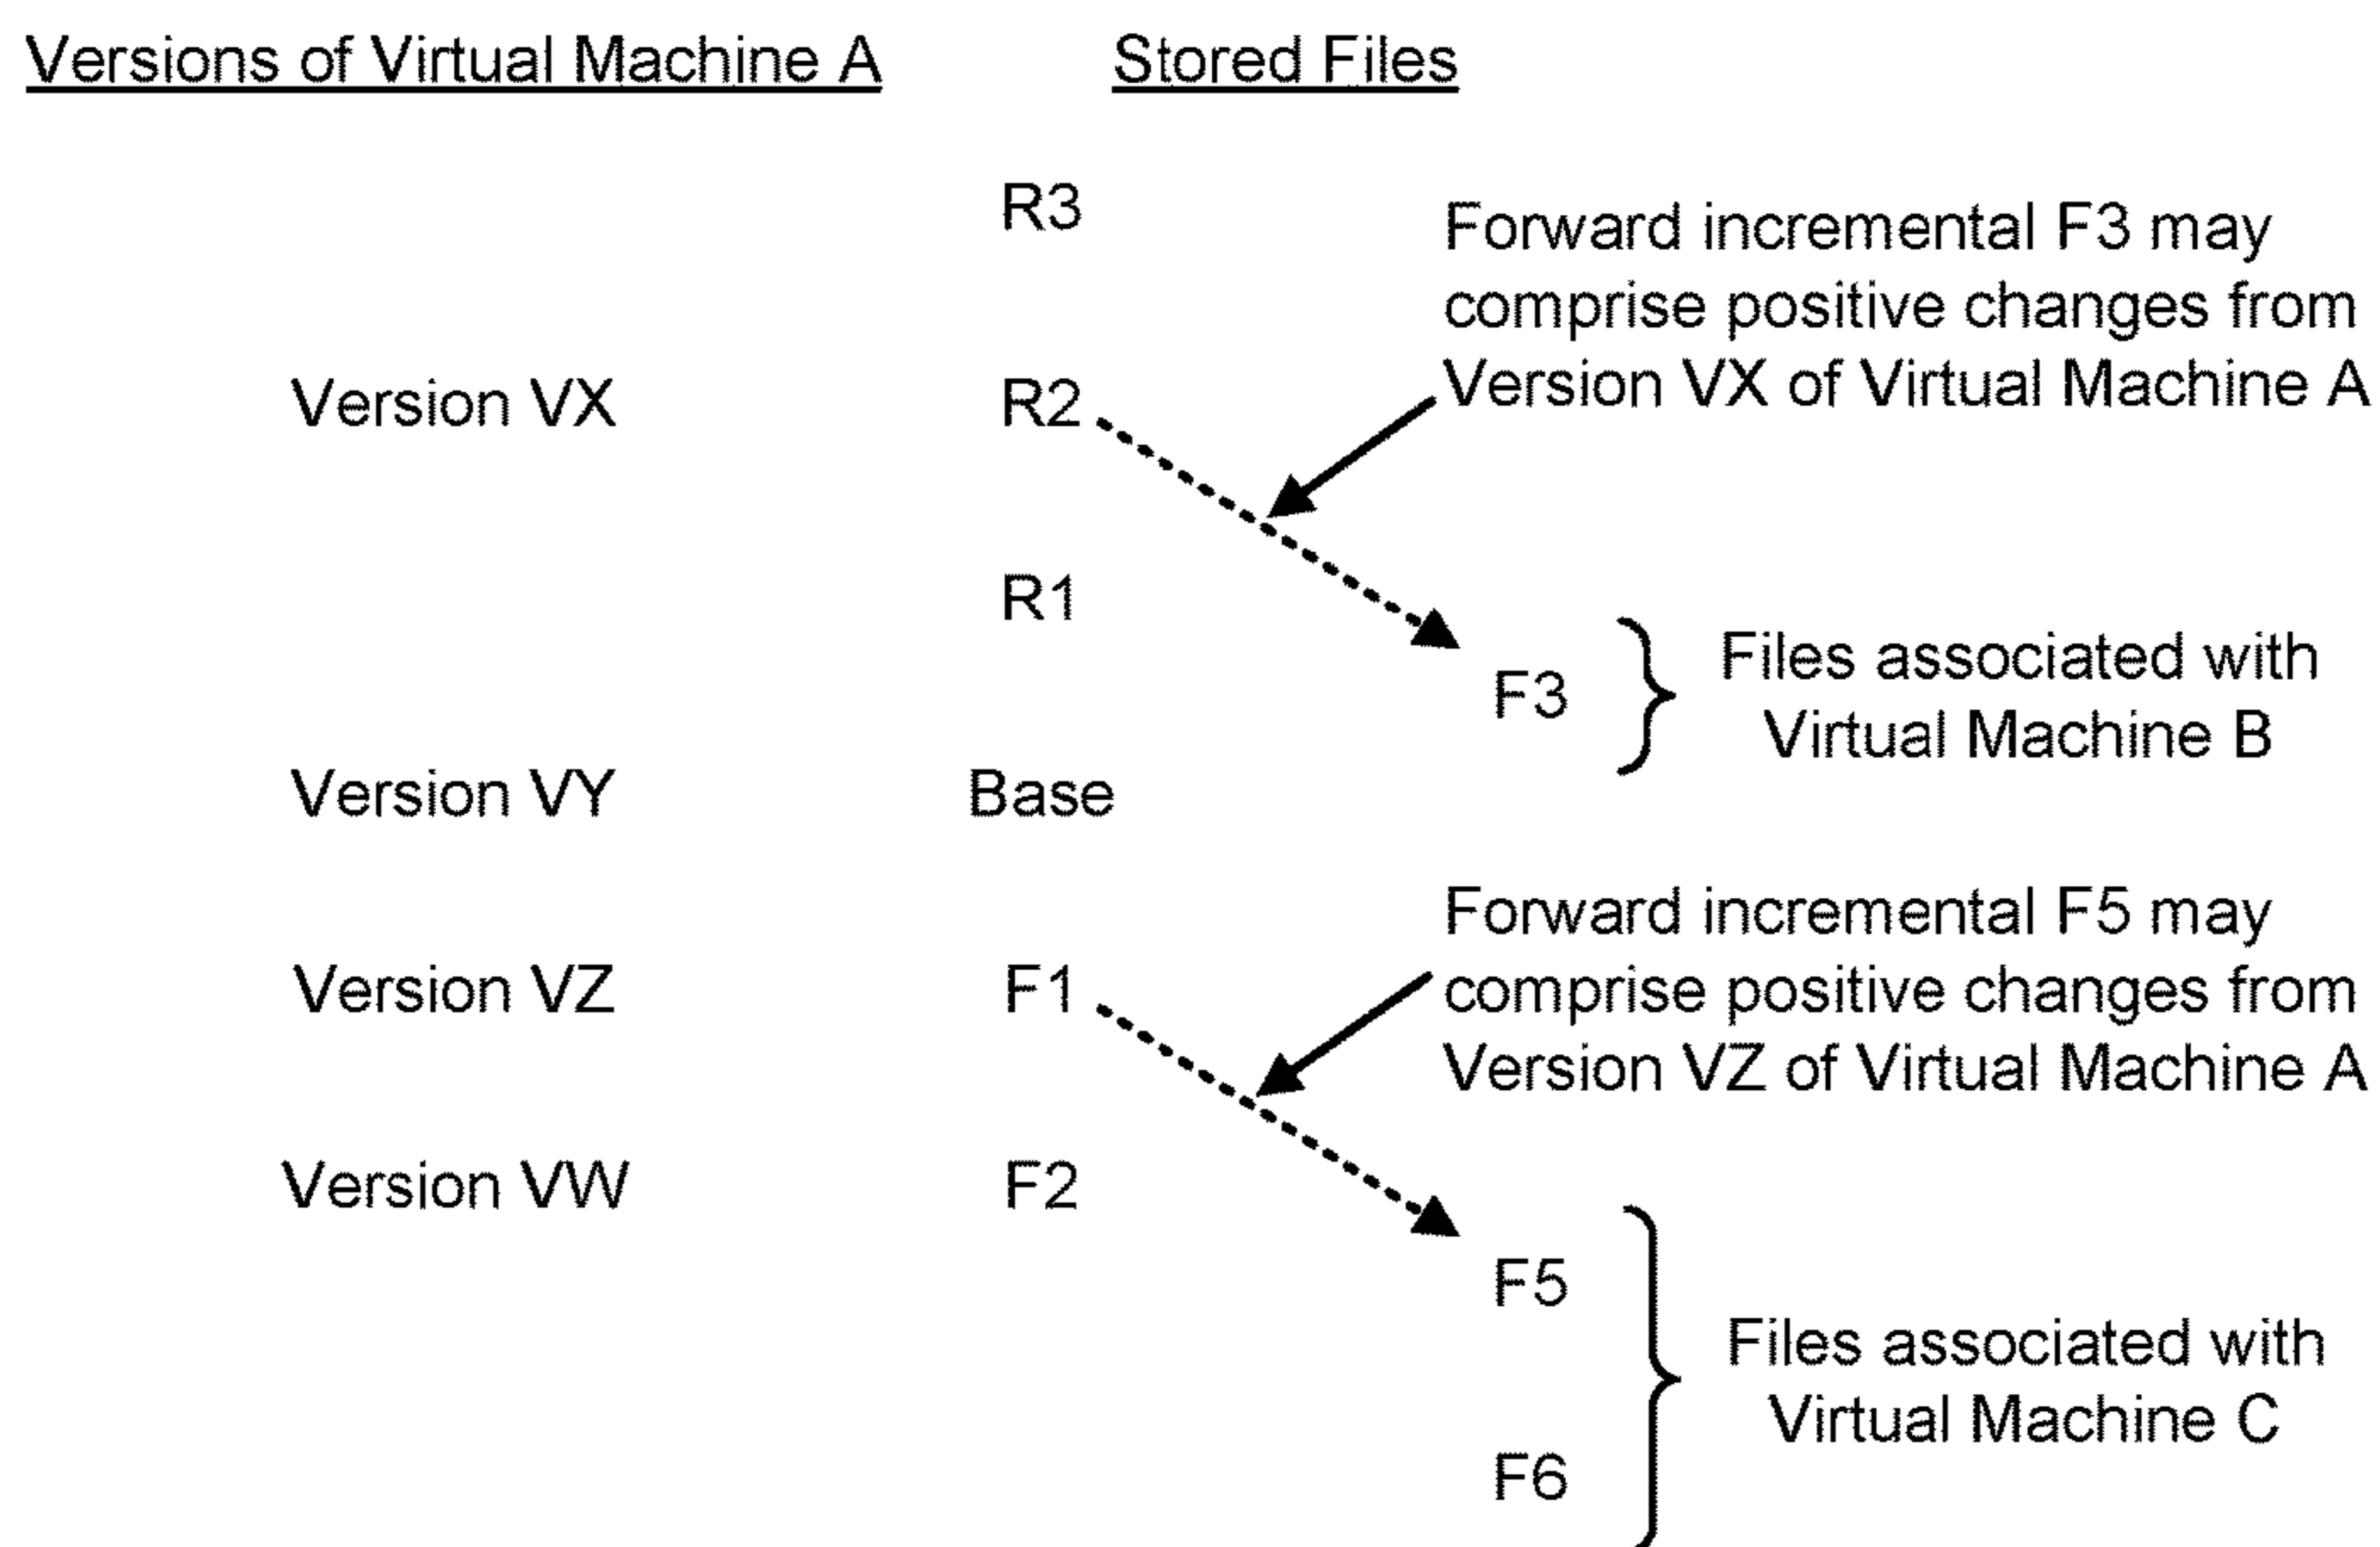 Versions of Virtual Machine A
Stored Files
R3
Forward incremental F3 may
comprise positive changes from
Version VX of Virtual Machine A
Version VX
R2
R1
F3
Files associated with
Virtual Machine B
Version VY
Base
Forward incremental F5 may
comprise positive changes from
Version VZ of Virtual Machine A
Version VZ
F1
Version VW
F2
F5
Files associated with
Virtual Machine C
F6